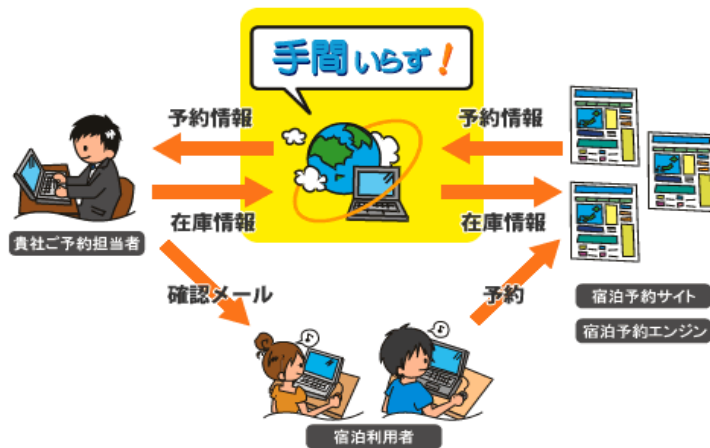 手間いらず！
予約情報
予約情報
在庫情報
在庫情報
貴社ご予約担当者
確認メール
予約
宿泊予約サイト
宿泊予約エンジン
宿泊利用者